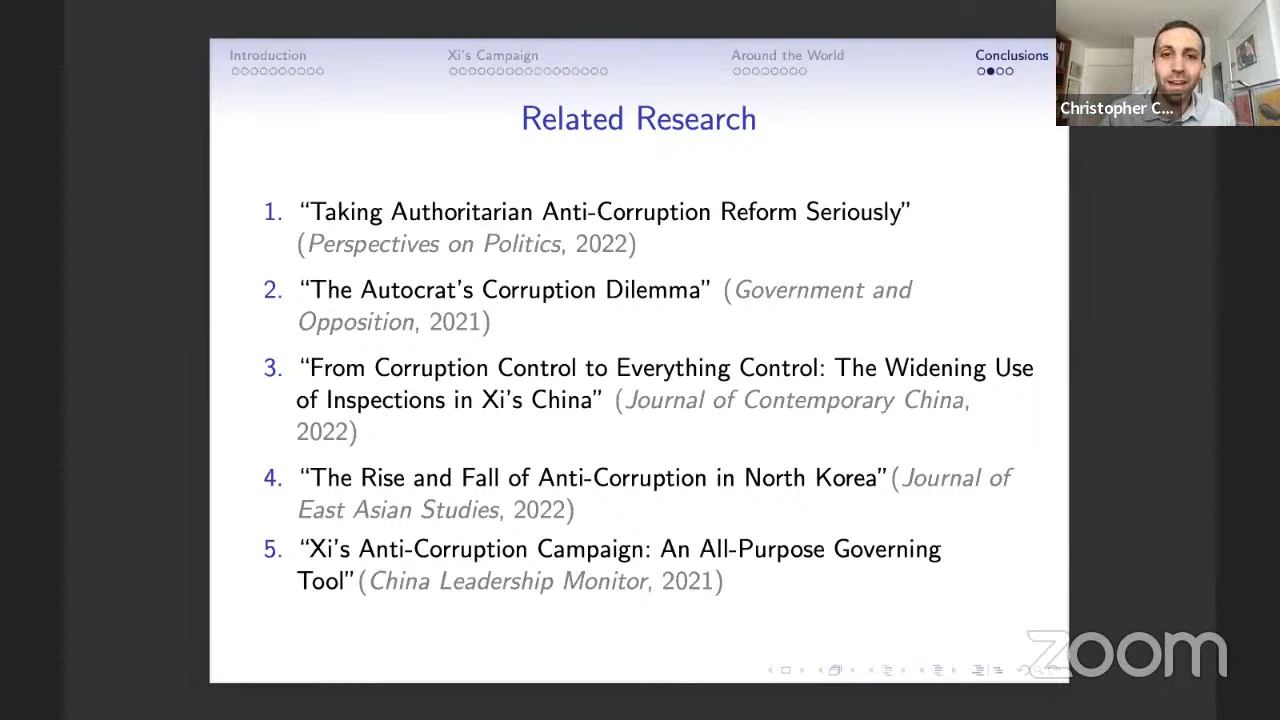 Introduction
Xi's Campaign
Around the World
Conclusions
Christopher C...
Related Research
1. “Taking Authoritarian Anti-Corruption Reform Seriously”
(Perspectives on Politics, 2022)
2. “The Autocrat's Corruption Dilemma” (Government and
Opposition, 2021)
3. “From Corruption Control to Everything Control: The Widening Use
of Inspections in Xi's China” (Journal of Contemporary China,
2022)
4. “The Rise and Fall of Anti-Corruption in North Korea”(Journal of
East Asian Studies, 2022)
5. “Xi's Anti-Corruption Campaign: An All-Purpose Governing
Tool”(China Leadership Monitor, 2021)
zoom